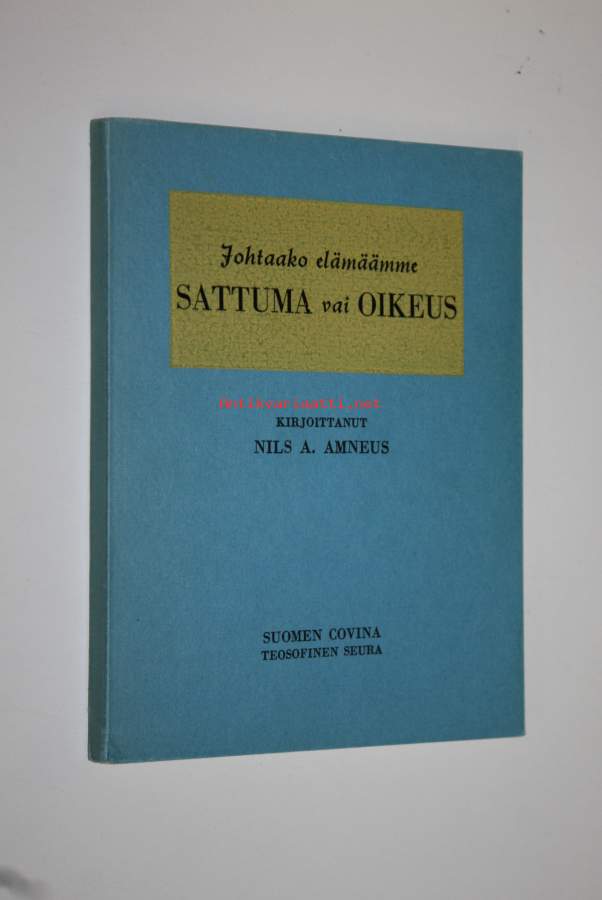 Johtaako elämäämme
SATTUMA vai OIKEUS
antikvariaatti.net
KIRJOITTANUT
NILS A. AMNEUS
SUOMEN COVINA
TEOSOFINEN SEURA